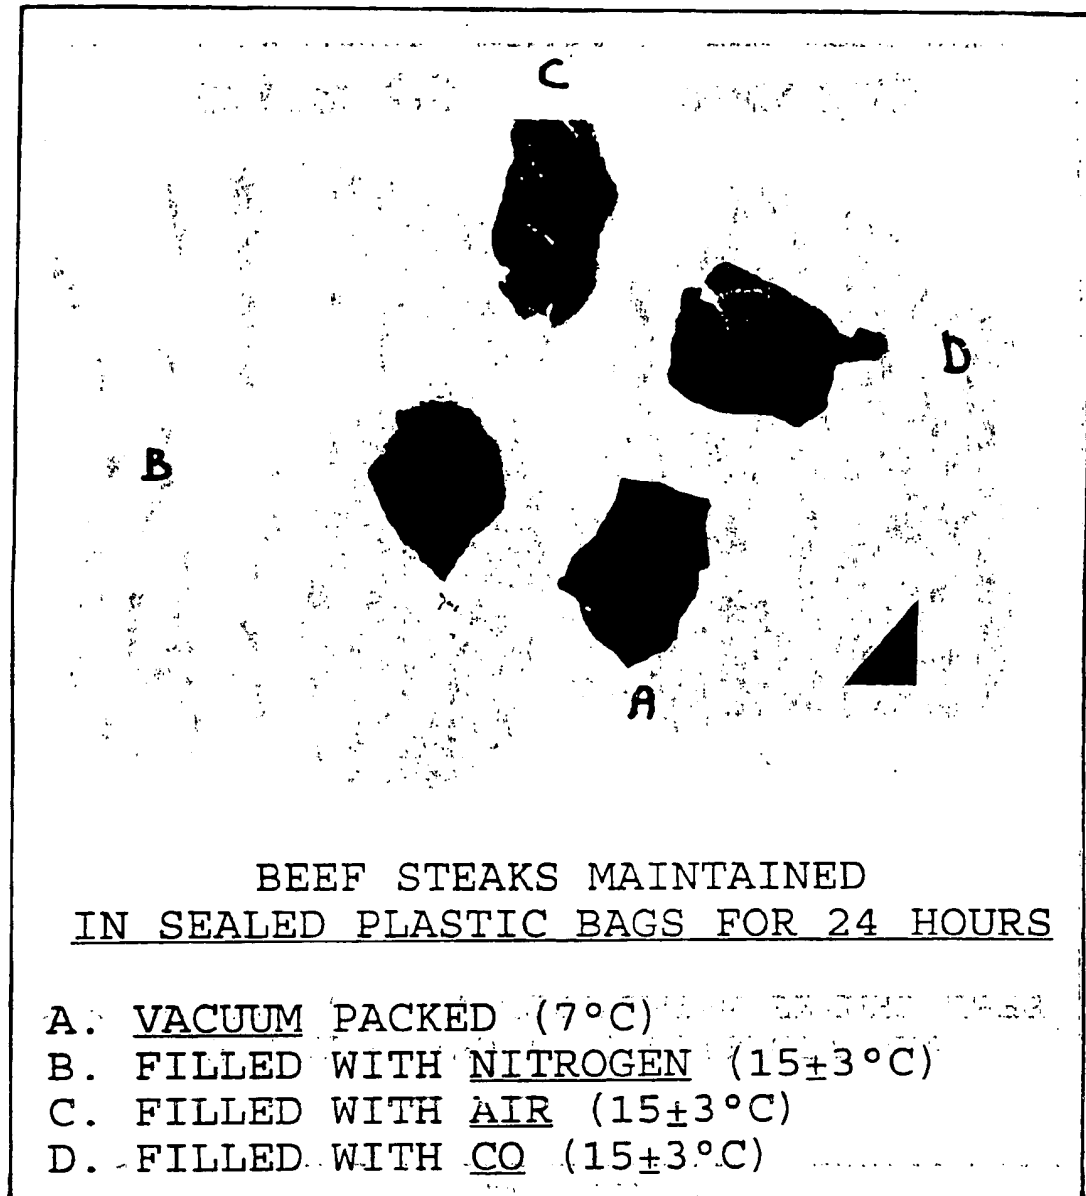 C
D
B
A
BEEF STEAKS MAINTAINED
IN SEALED PLASTIC BAGS FOR 24 HOURS
A. VACUUM PACKED (7°C)
B. FILLED WITH NITROGEN (15±3°C)
C. FILLED WITH AIR (15±3°C)
D. FILLED WITH CO (15±3°C)